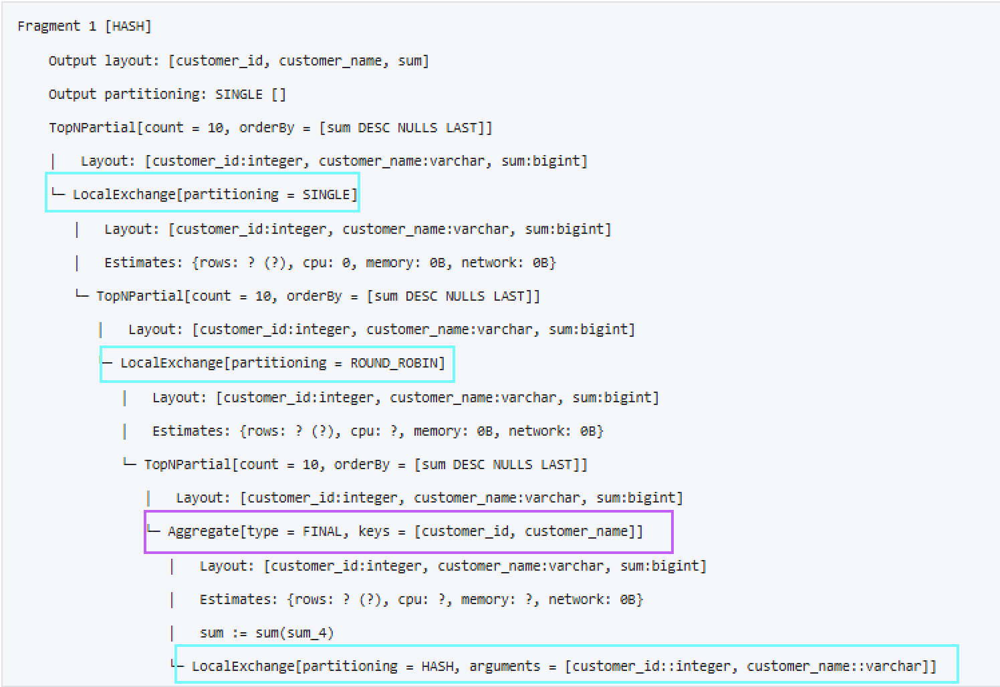 Fragment 1 [HASH]
Output layout: [customer_id, customer_name, sum]
Output partitioning: SINGLE []
TopNPartial[count = 10, orderBy = [sum DESC NULLS LAST]]
│ Layout: [customer_id:integer, customer_name:varchar, sum:bigint]
└─ LocalExchange[partitioning = SINGLE]
│ Layout: [customer_id:integer, customer_name:varchar, sum:bigint]
│ Estimates: {rows: ? (?), cpu: 0, memory: 0B, network: 0B}
└─ TopNPartial[count = 10, orderBy = [sum DESC NULLS LAST]]
│ Layout: [customer_id:integer, customer_name:varchar, sum:bigint]
└─ LocalExchange[partitioning = ROUND_ROBIN]
│ Layout: [customer_id:integer, customer_name:varchar, sum:bigint]
│ Estimates: {rows: ? (?), cpu: ?, memory: 0B, network: 0B}
└─ TopNPartial[count = 10, orderBy = [sum DESC NULLS LAST]]
│ Layout: [customer_id:integer, customer_name:varchar, sum:bigint]
└─ Aggregate[type = FINAL, keys = [customer_id, customer_name]]
│ Layout: [customer_id:integer, customer_name:varchar, sum:bigint]
│ Estimates: {rows: ? (?), cpu: ?, memory: ?, network: 0B}
│ sum := sum(sum_4)
└─ LocalExchange[partitioning = HASH, arguments = [customer_id::integer, customer_name::varchar]]